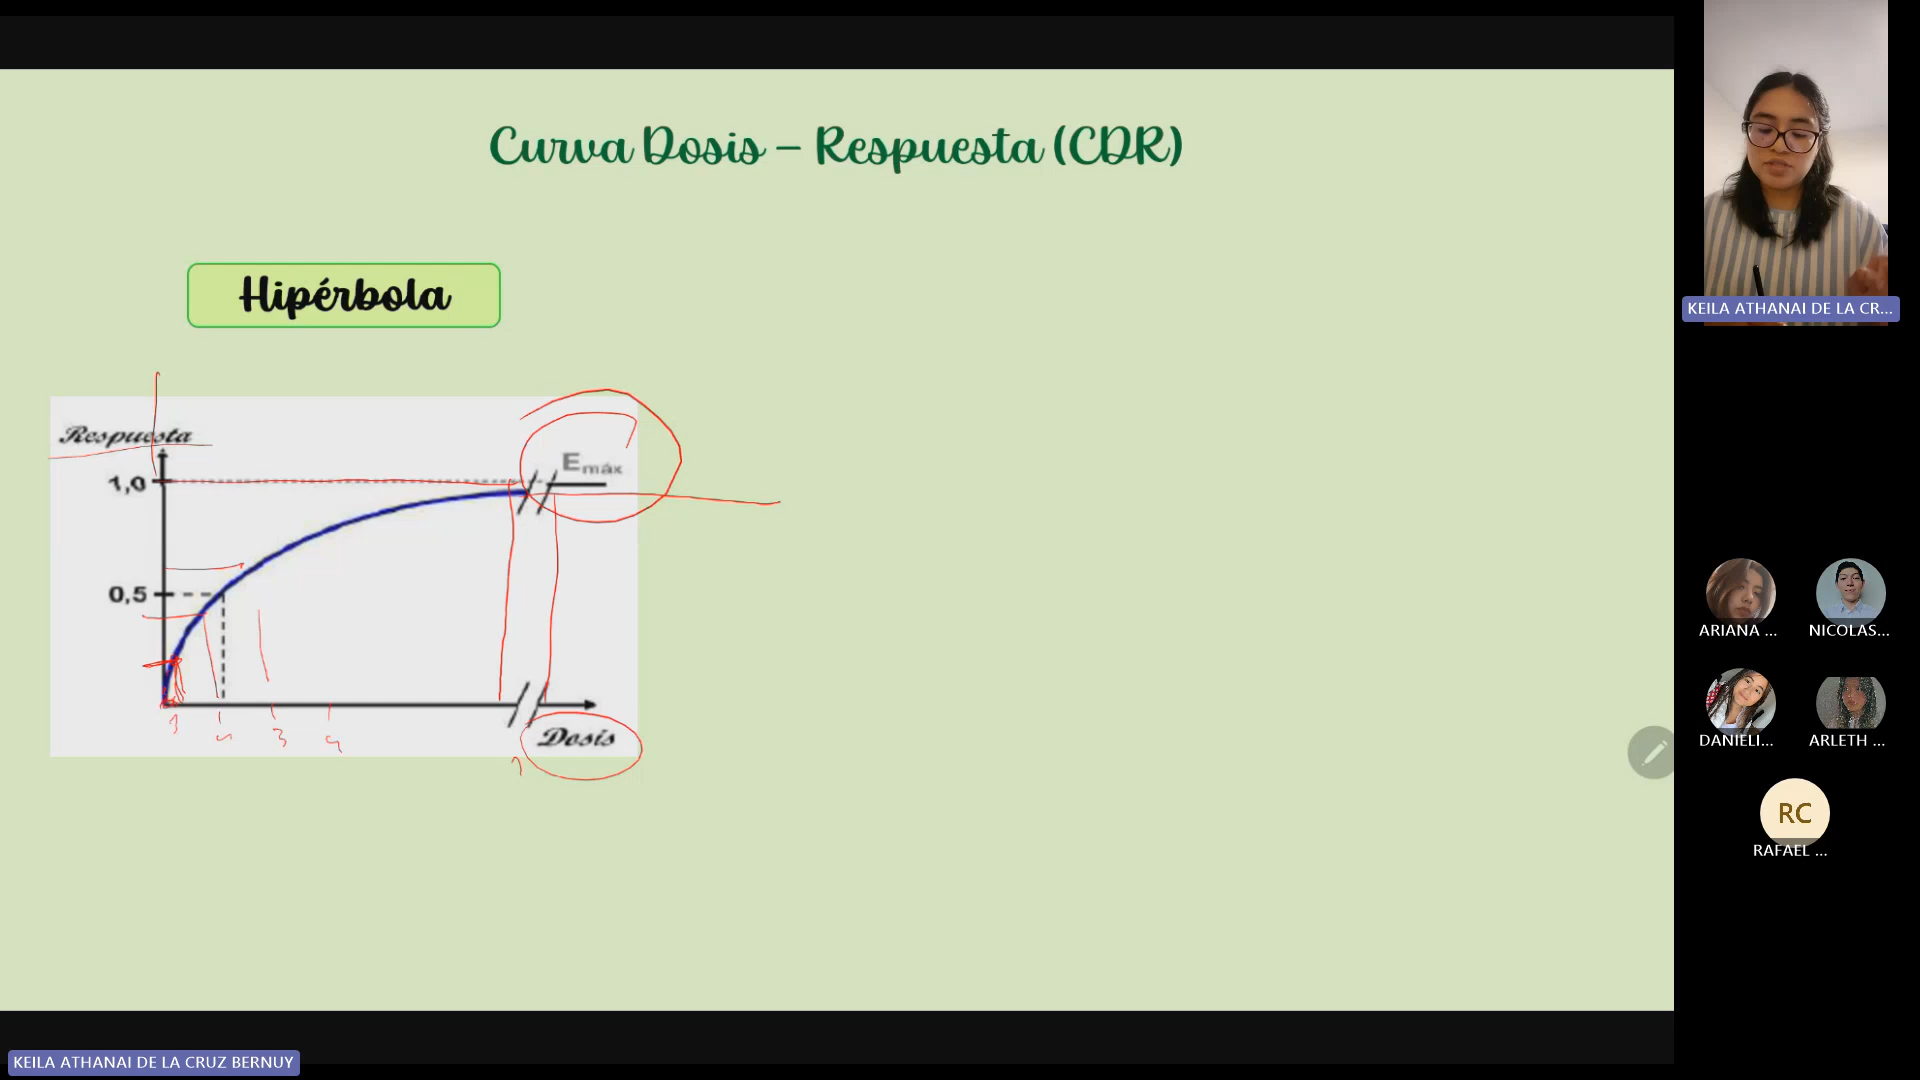 Curva Dosis – Respuesta (CDR)
Hipérbola
Respuesta
1,0
Emáx
0,5
3
Dosis
KEILA ATHANAI DE LA CR...
ARIANA ...
NICOLAS...
DANIELI...
ARLETH ...
RC
RAFAEL ...
KEILA ATHANAI DE LA CRUZ BERNUY